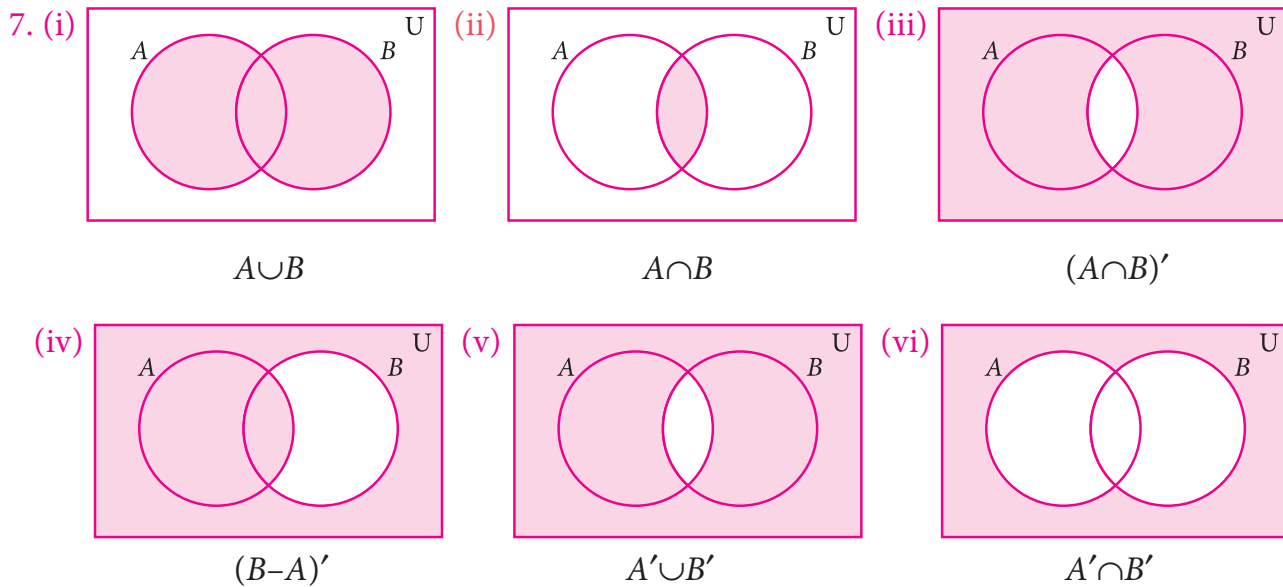 7. (i) A B U
(ii) A B U
(iii) A B U
A∪B
A∩B
(A∩B)′
(iv) A B U
(v) A B U
(vi) A B U
(B–A)′
A′∪B′
A′∩B′